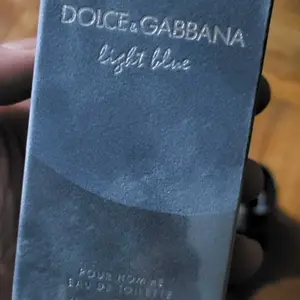 DOLCE & GABBANA
light blue
POUR HOMME
EAU DE TOILETTE